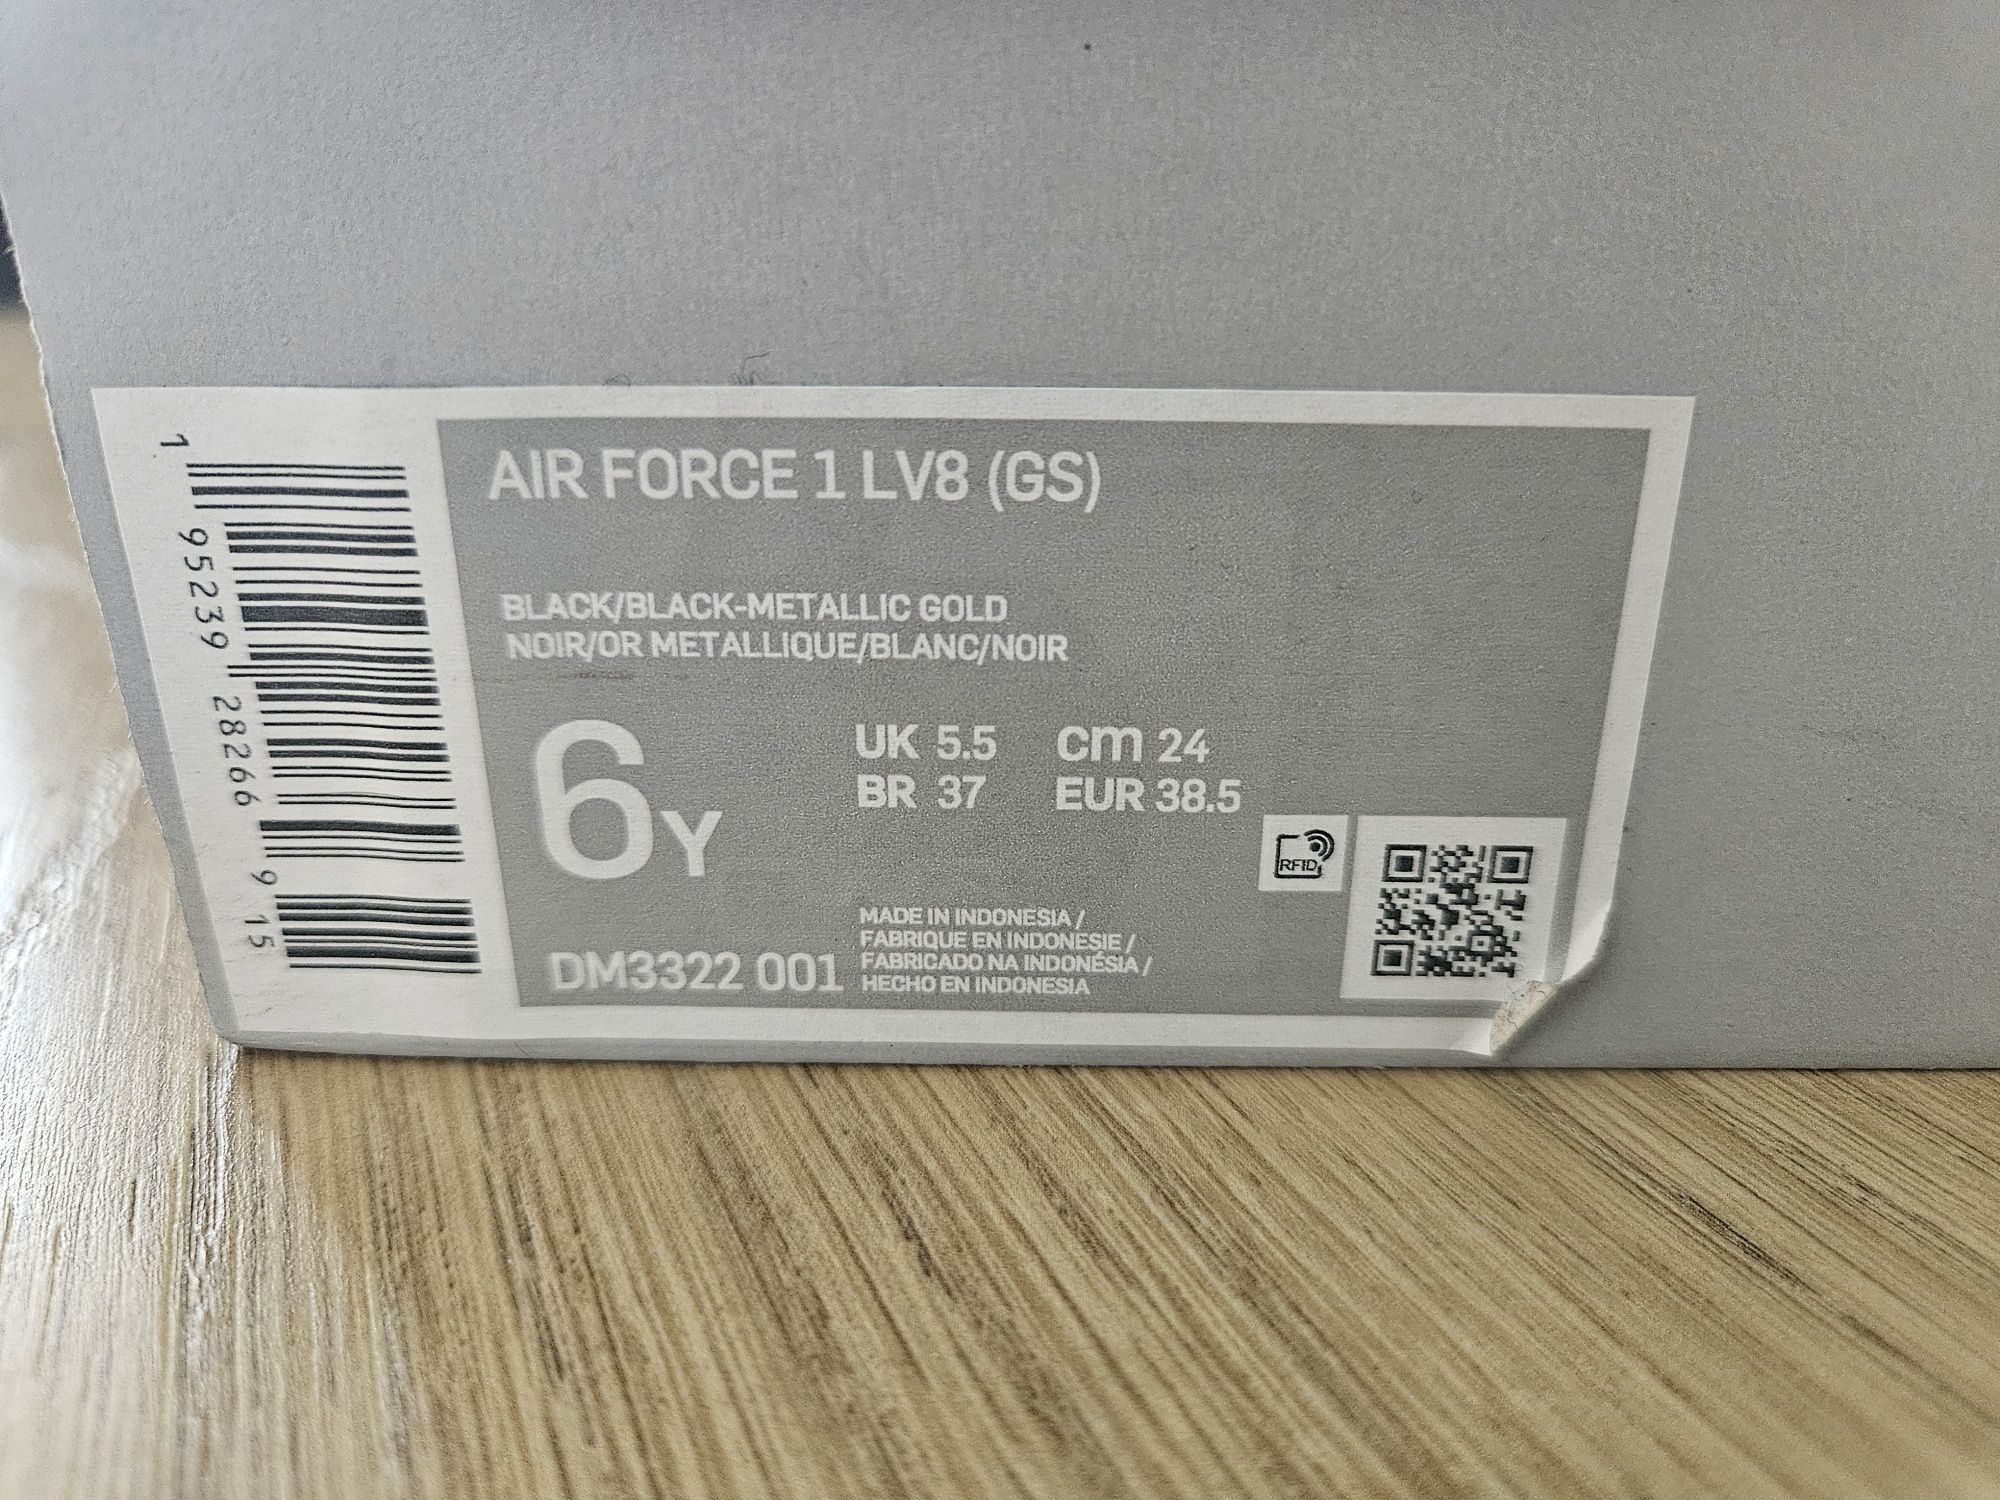 AIR FORCE 1 LV8 (GS)
BLACK/BLACK-METALLIC GOLD
NOIR/OR METALLIQUE/BLANC/NOIR
6Y
UK 5.5 cm 24
BR 37 EUR 38.5
RFID
MADE IN INDONESIA /
FABRIQUE EN INDONESIE /
FABRICADO NA INDONÉSIA /
HECHO EN INDONESIA
DM3322 001
1 95239 28266 9 15